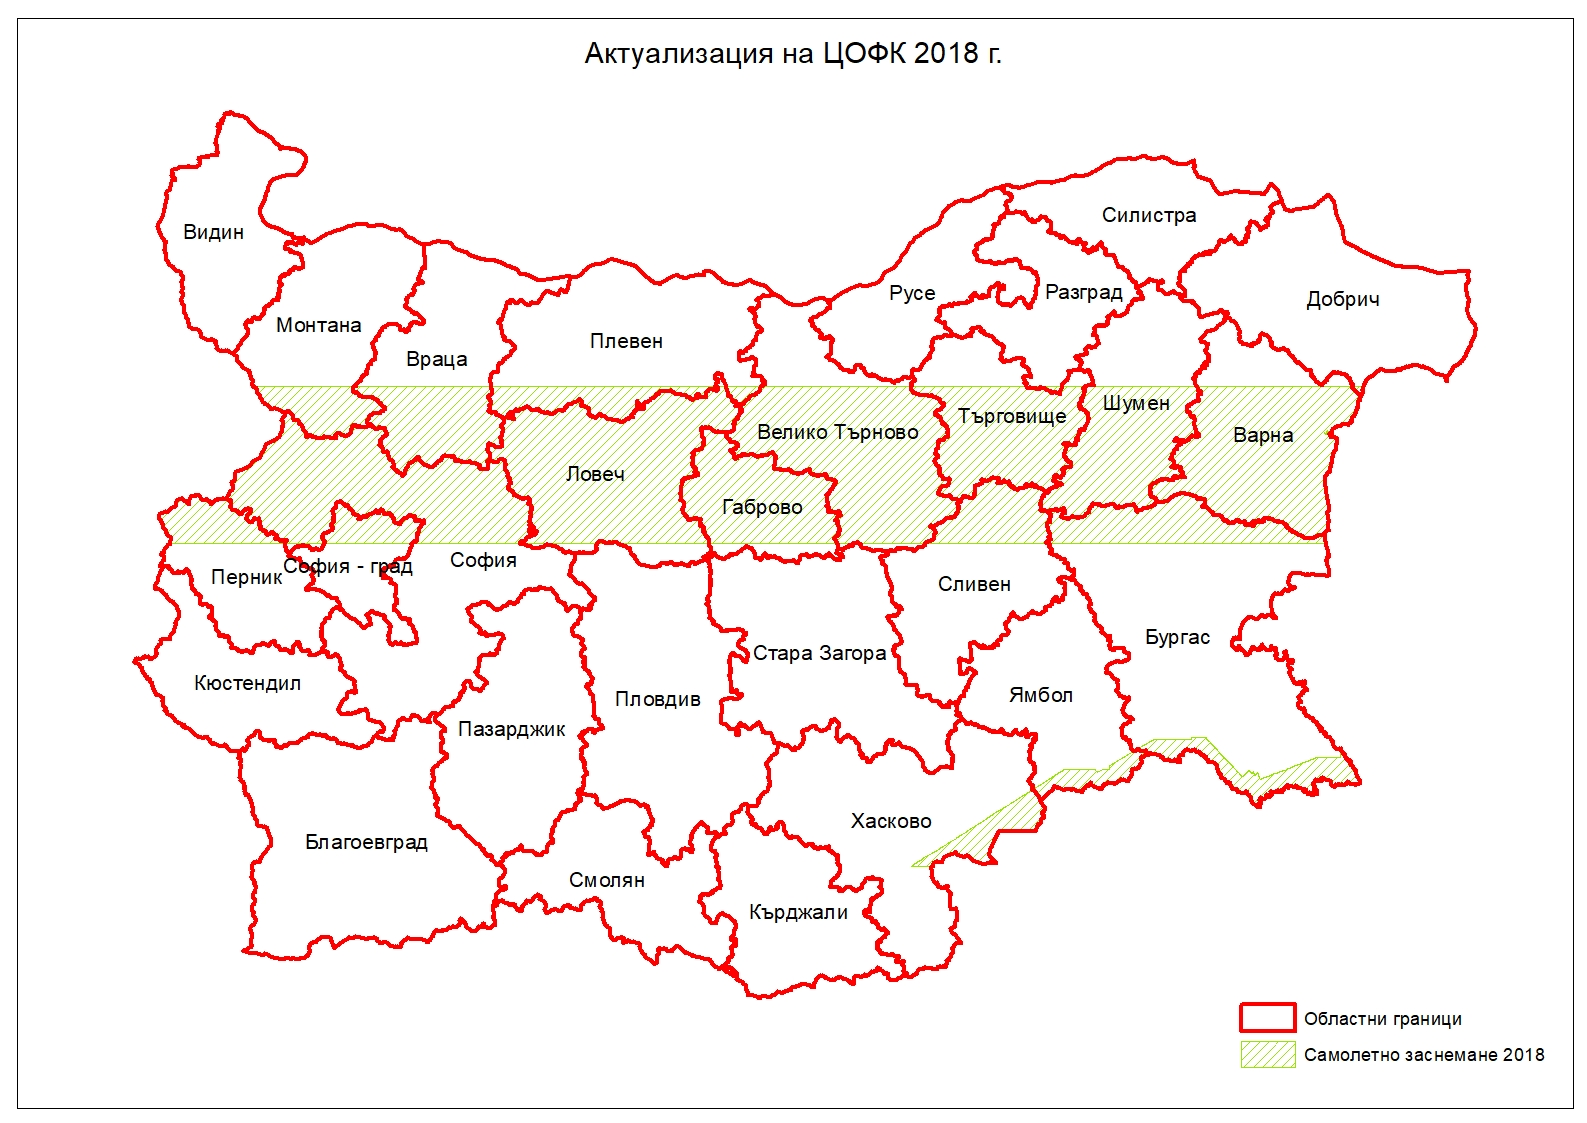 Актуализация на ЦОФК 2018 г.
Силистра
Видин
Русе
Разград
Добрич
Монтана
Плевен
Враца
Шумен
Търговище
Велико Търново
Варна
Ловеч
Габрово
София
София - град
Перник
Сливен
Бургас
Стара Загора
Кюстендил
Ямбол
Пловдив
Пазарджик
Хасково
Благоевград
Смолян
Кърджали
Областни граници
Самолетно заснемане 2018